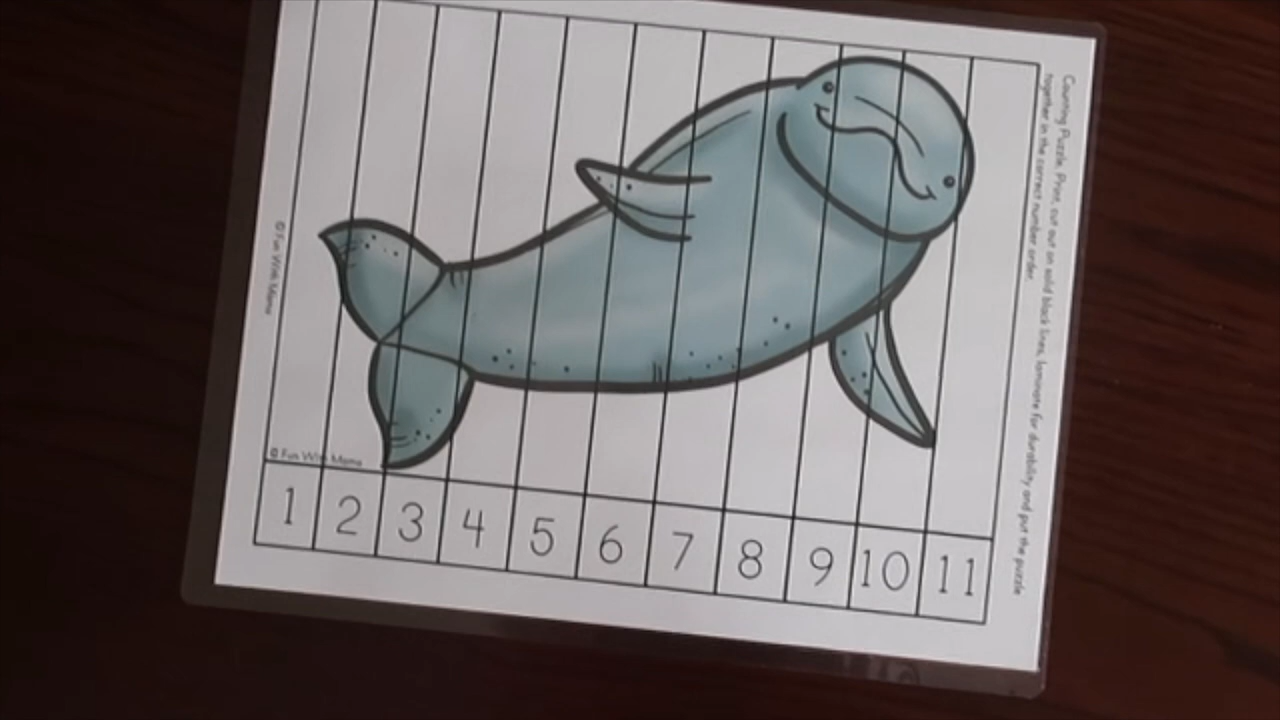 Counting Puzzle. Print, cut out on solid black lines, laminate for durability and put the puzzle
together in the correct number order.
© Fun With Mama
© Fun With Mama
1 2 3 4 5 6 7 8 9 10 11